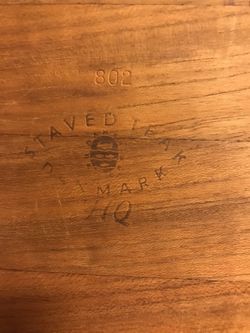 802
STAVED TEAK
DENMARK
IHQ